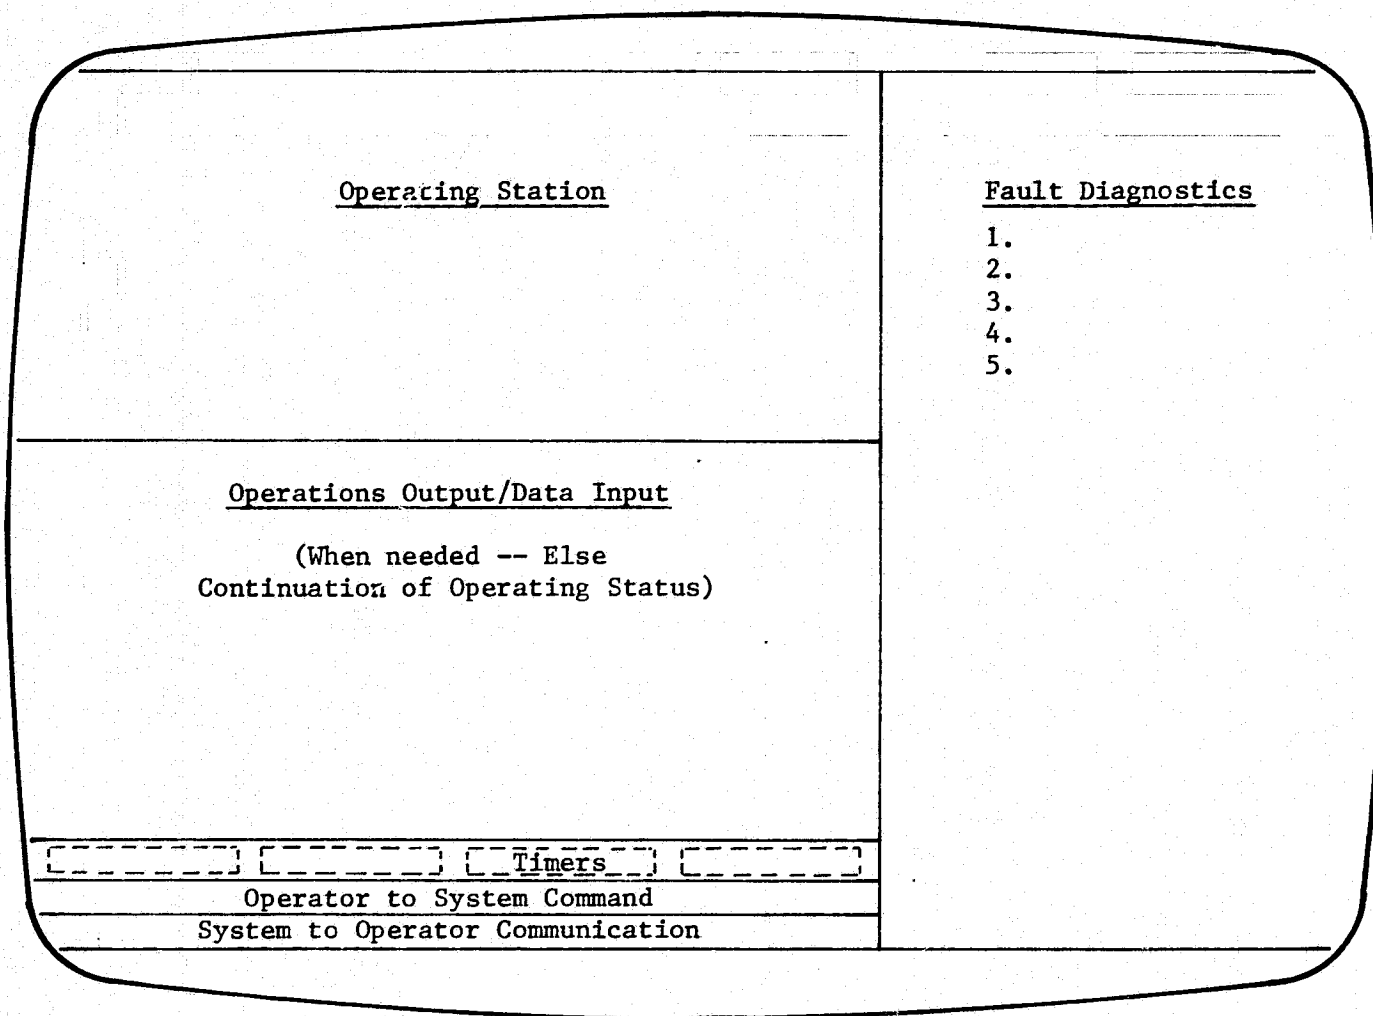 Operating Station
Operations Output/Data Input
(When needed -- Else
Continuation of Operating Status)
Timers
Operator to System Command
System to Operator Communication
Fault Diagnostics
1.
2.
3.
4.
5.